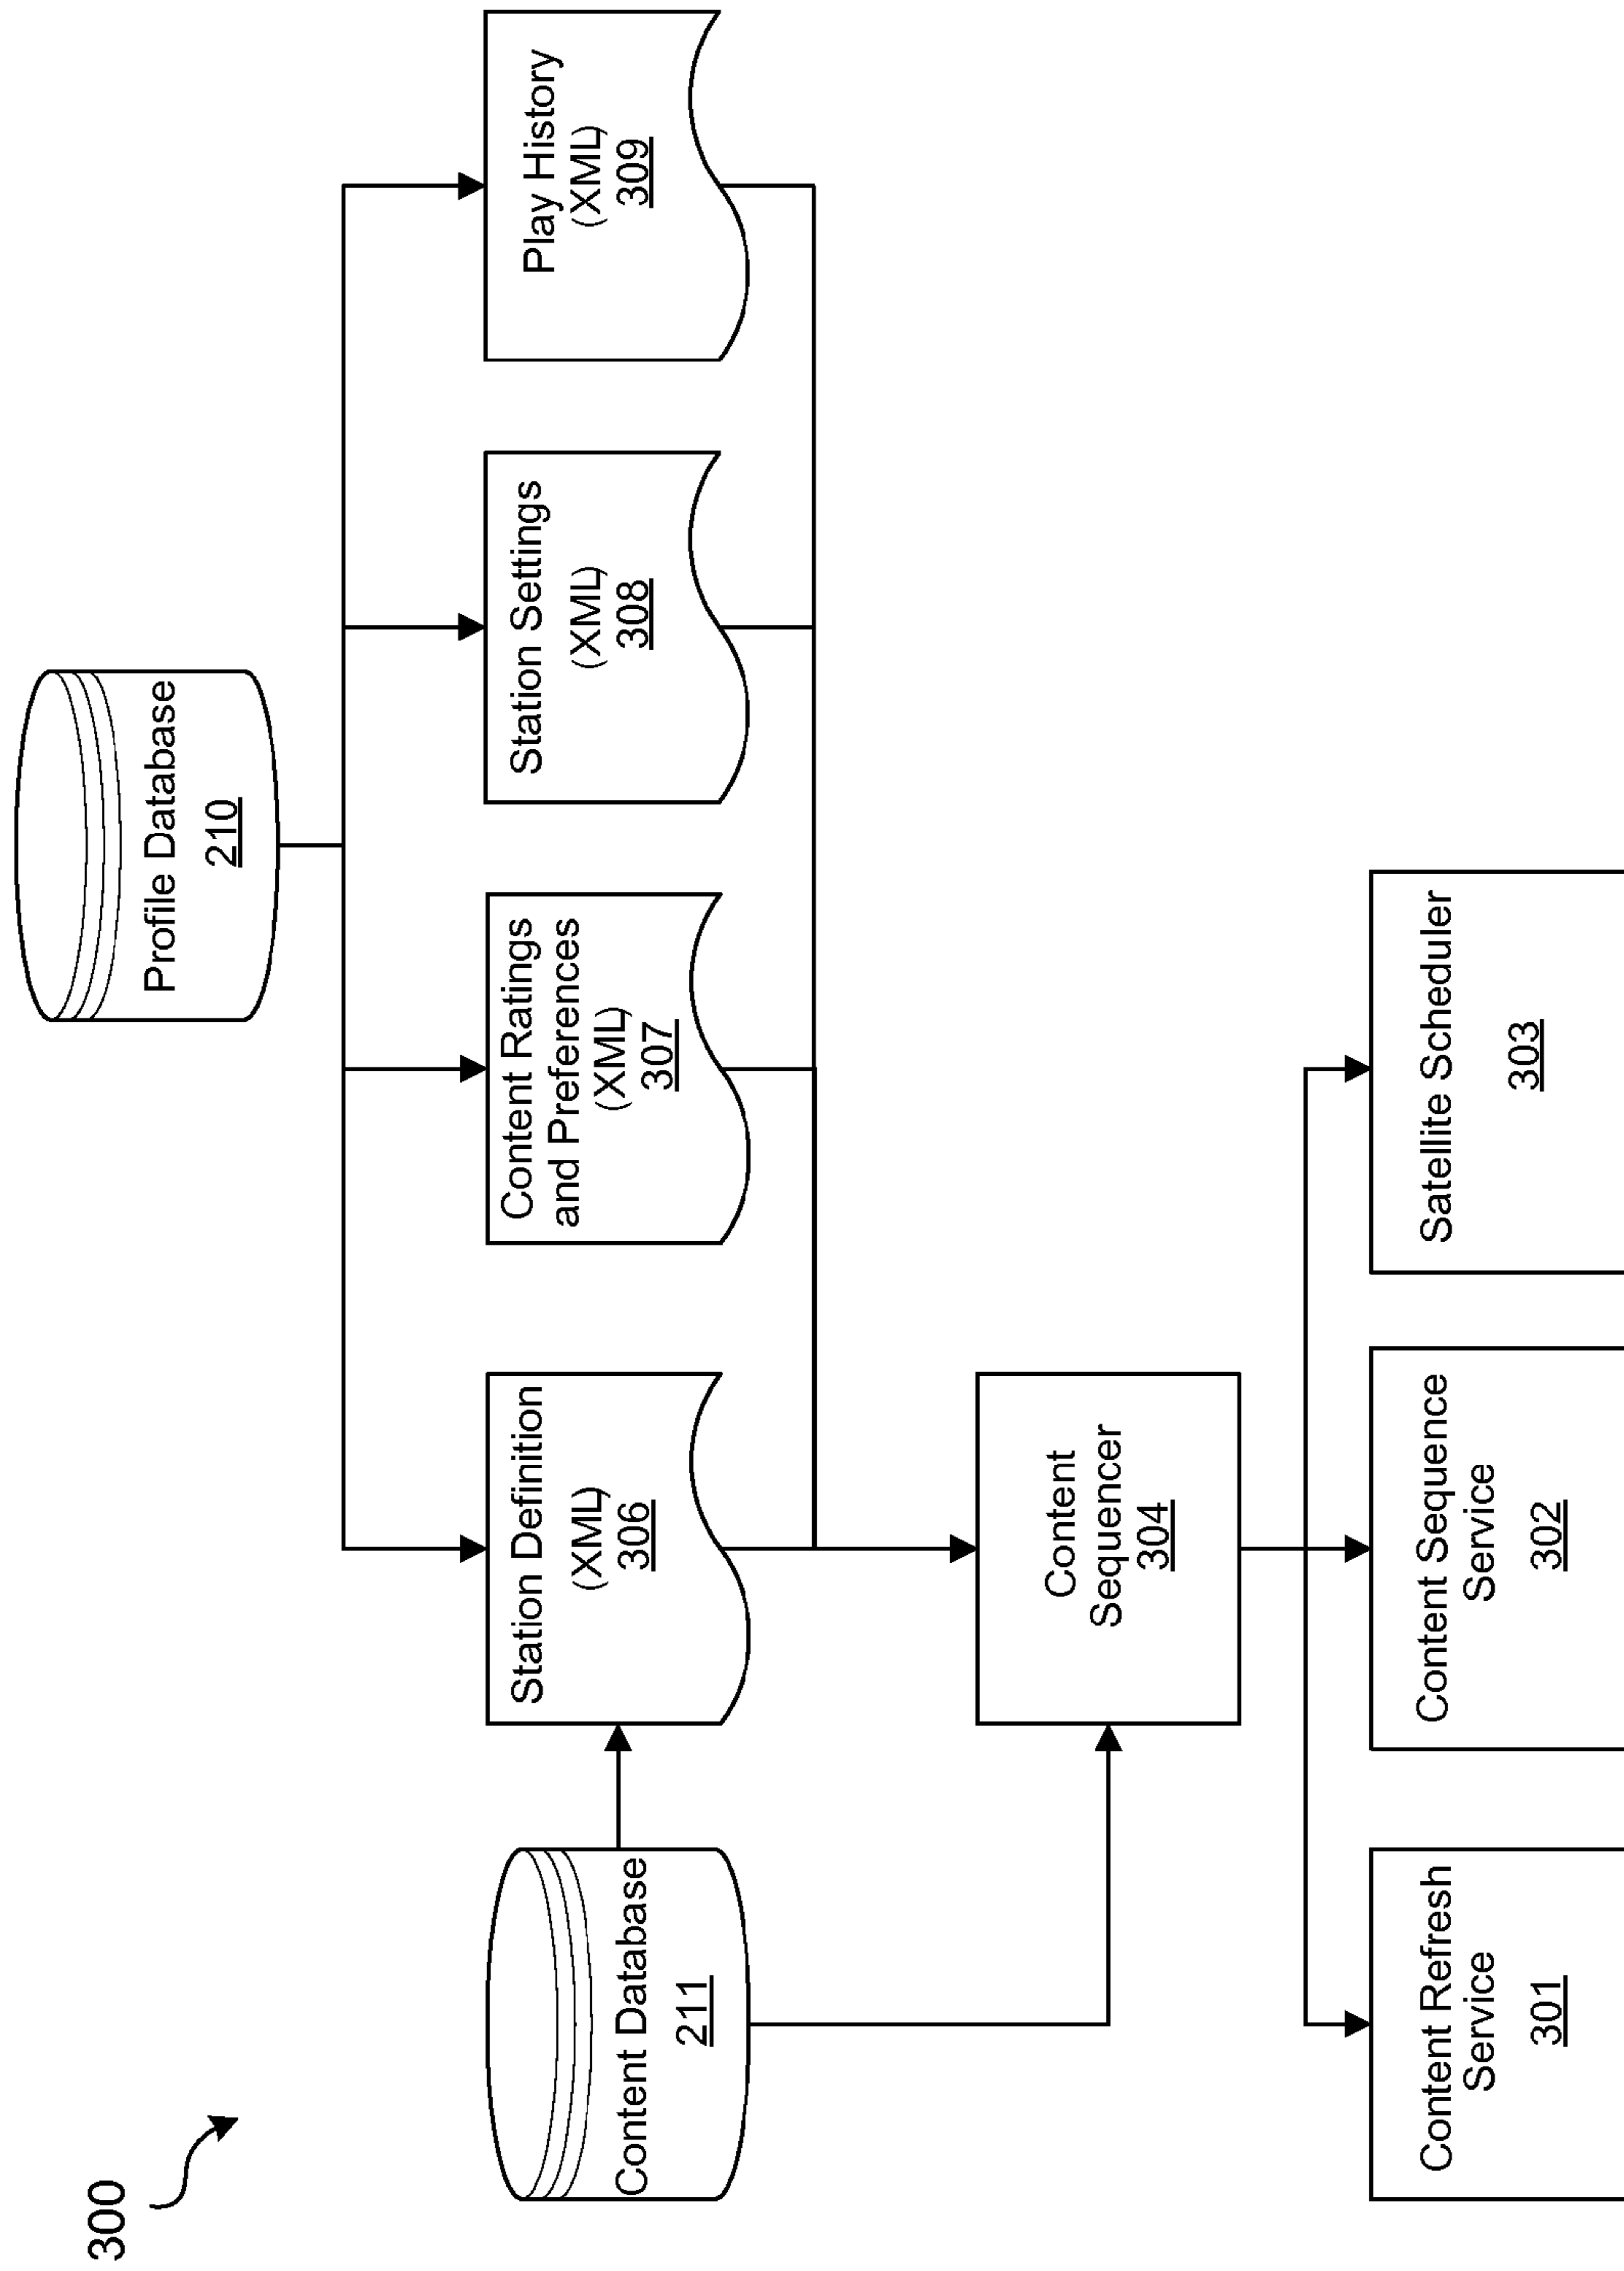 300
Profile Database
210
Content Database
211
Station Definition
(XML)
306
Content Ratings
and Preferences
(XML)
307
Station Settings
(XML)
308
Play History
(XML)
309
Content
Sequencer
304
Content Refresh
Service
301
Content Sequence
Service
302
Satellite Scheduler
303